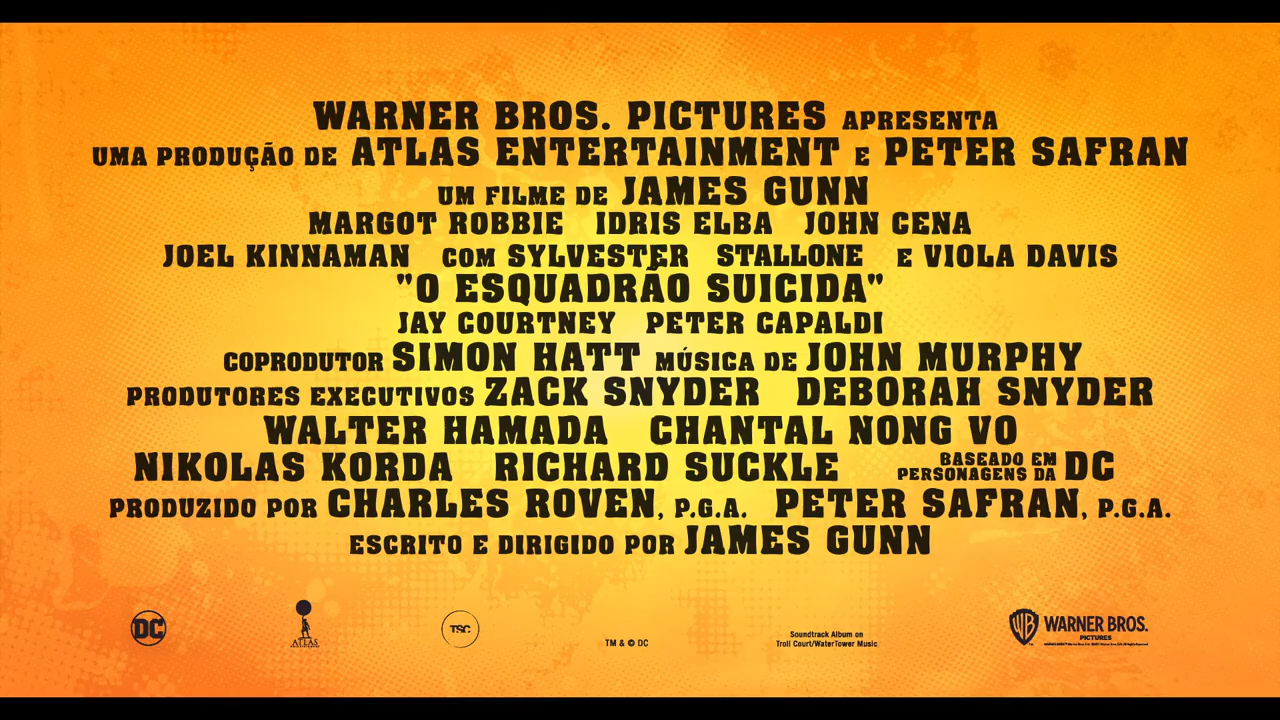 WARNER BROS. PICTURES APRESENTA
UMA PRODUÇÃO DE ATLAS ENTERTAINMENT E PETER SAFRAN
UM FILME DE JAMES GUNN
MARGOT ROBBIE IDRIS ELBA JOHN CENA
JOEL KINNAMAN COM SYLVESTER STALLONE E VIOLA DAVIS
"O ESQUADRÃO SUICIDA"
JAY COURTNEY PETER CAPALDI
COPRODUTOR SIMON HATT MÚSICA DE JOHN MURPHY
PRODUTORES EXECUTIVOS ZACK SNYDER DEBORAH SNYDER
WALTER HAMADA CHANTAL NONG VO
NIKOLAS KORDA RICHARD SUCKLE BASEADO EM PERSONAGENS DA DC
PRODUZIDO POR CHARLES ROVEN, P.G.A. PETER SAFRAN, P.G.A.
ESCRITO E DIRIGIDO POR JAMES GUNN
DC
ATLAS
TSC
TM & © DC
Soundtrack Album on
Troll Court/WaterTower Music
WB WARNER BROS.
PICTURES